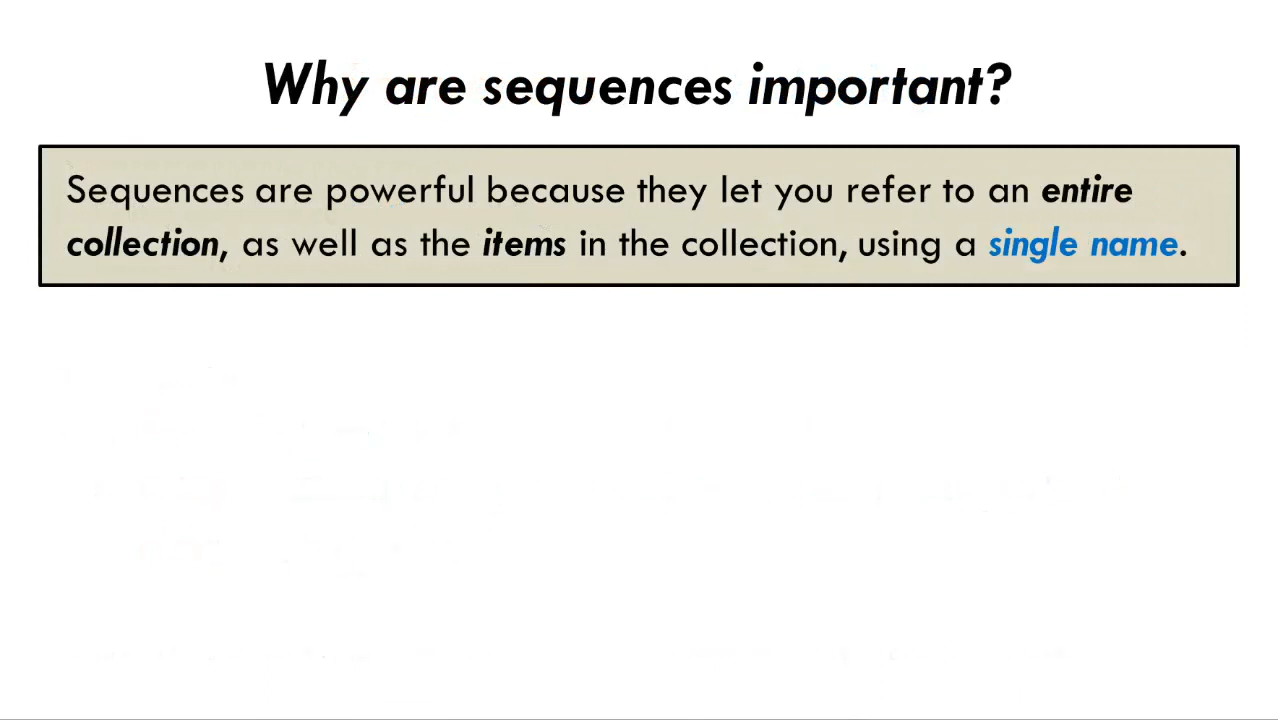 Why are sequences important?
Sequences are powerful because they let you refer to an entire
collection, as well as the items in the collection, using a single name.